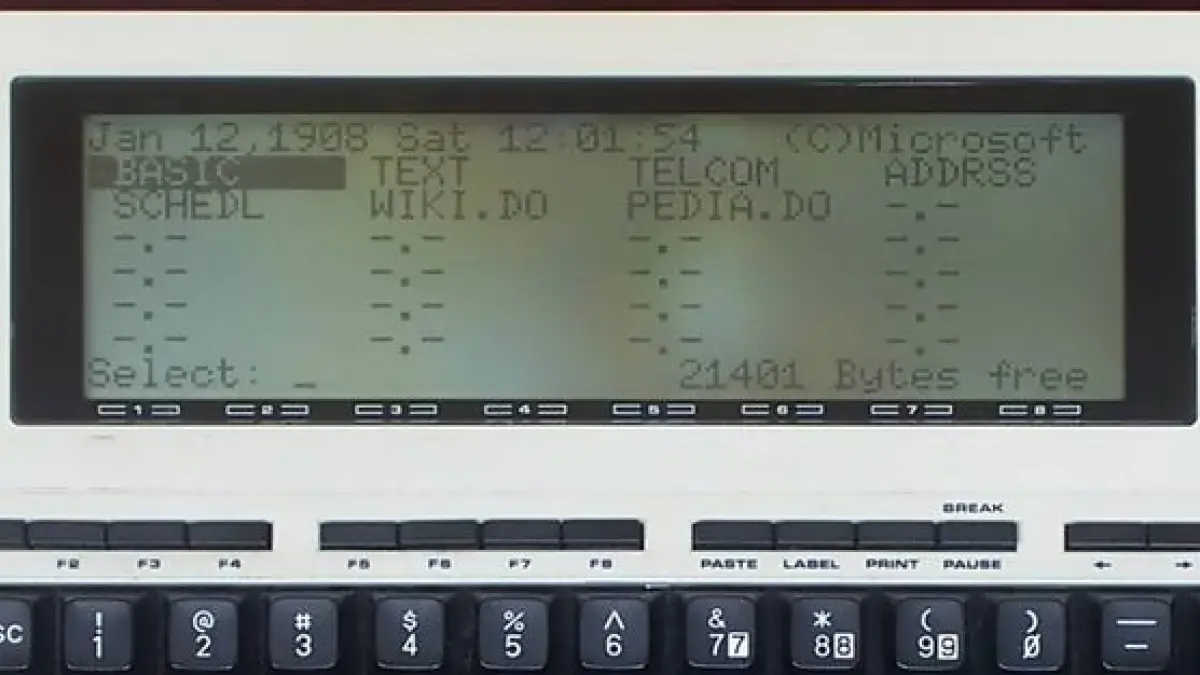 Jan 12,1908 Sat 12:01:54 (C)Microsoft
BASIC TEXT TELCOM ADDRSS
SCHEDL WIKI.DO PEDIA.DO -.-
-.- -.- -.- -.-
-.- -.- -.- -.-
-.- -.- -.- -.-
-.- -.- -.- -.-
Select: _ 21401 Bytes free
1 2 3 4 5 6 7 8
BREAK
F2 F3 F4 F5 F6 F7 F8 PASTE LABEL PRINT PAUSE ← →
! @ # $ % ^ & * ( ) —
SC 1 2 3 4 5 6 7 7 8 8 9 9 0 -